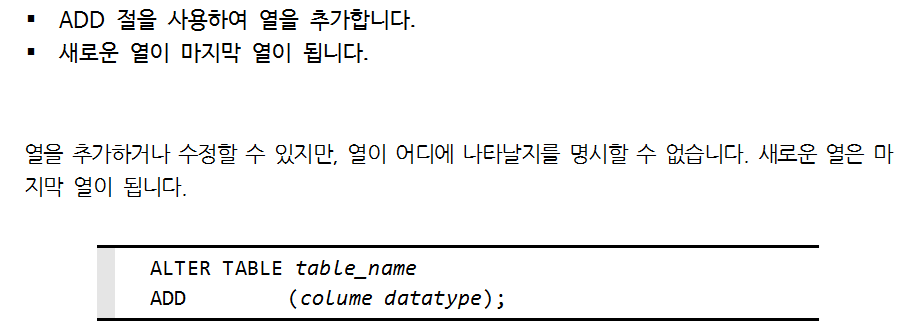 ▪ ADD 절을 사용하여 열을 추가합니다.
▪ 새로운 열이 마지막 열이 됩니다.
열을 추가하거나 수정할 수 있지만, 열이 어디에 나타날지를 명시할 수 없습니다. 새로운 열은 마
지막 열이 됩니다.
ALTER TABLE table_name
ADD (colume datatype);